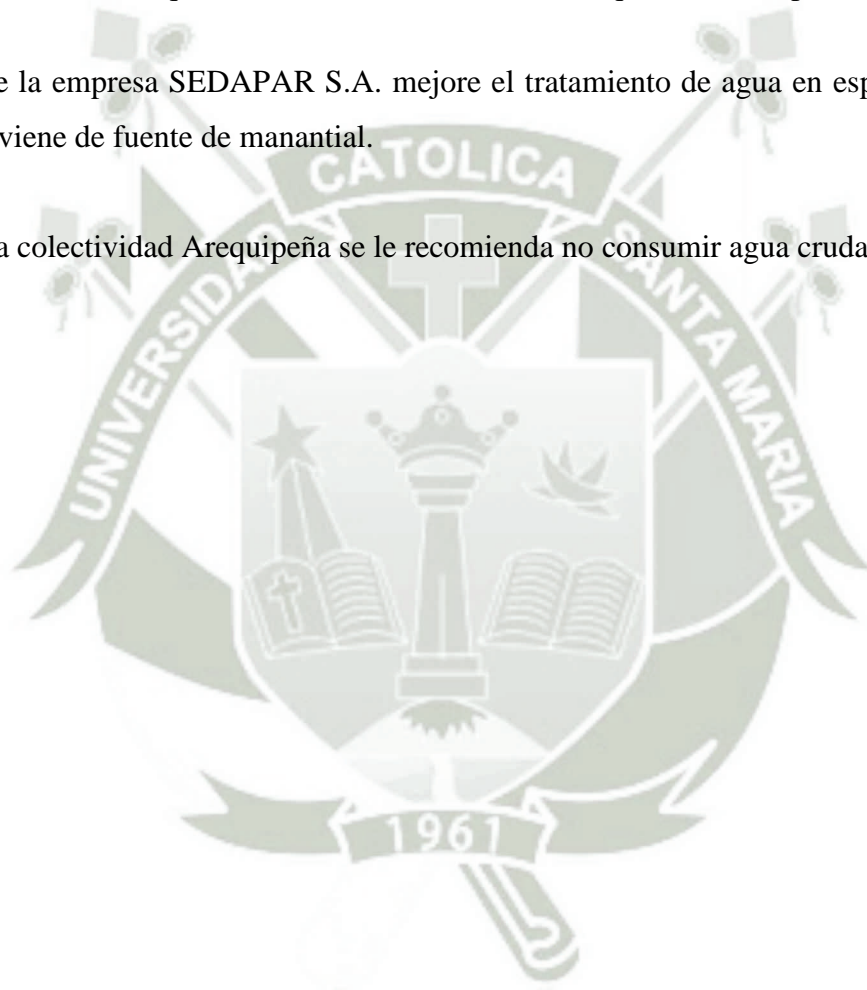 e la empresa SEDAPAR S.A. mejore el tratamiento de agua en esp
viene de fuente de manantial.
a colectividad Arequipeña se le recomienda no consumir agua cruda
UNIVERSIDAD CATOLICA SANTA MARIA
1961